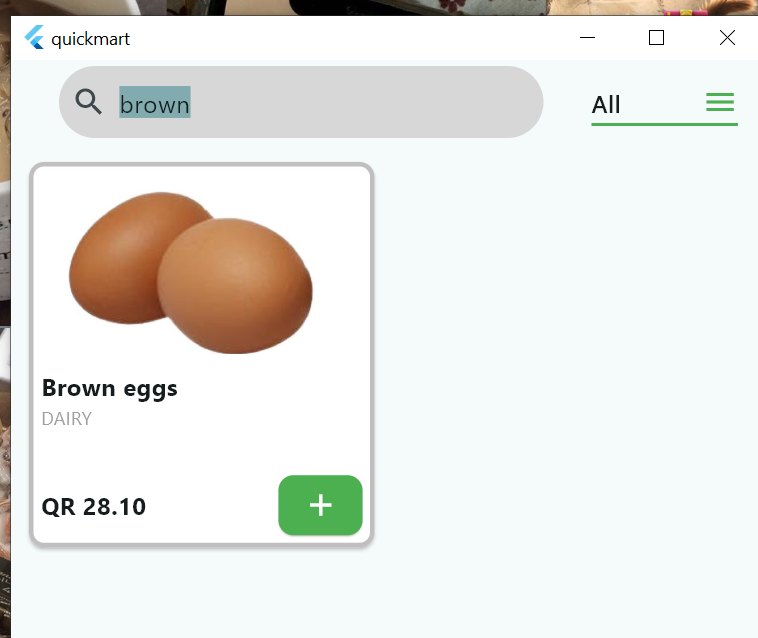 quickmart
brown
All
Brown eggs
DAIRY
QR 28.10